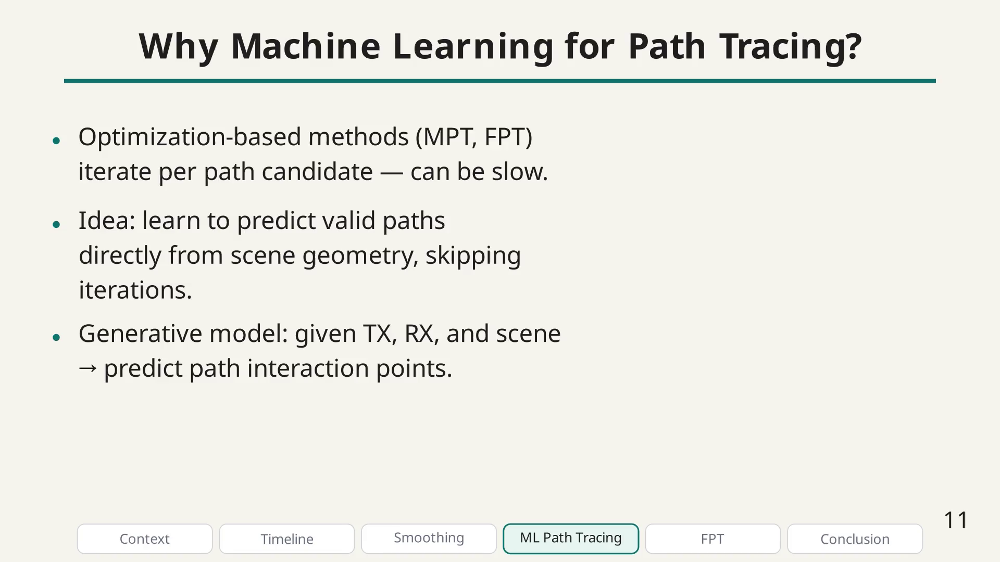 Why Machine Learning for Path Tracing?
• Optimization-based methods (MPT, FPT)
iterate per path candidate — can be slow.
• Idea: learn to predict valid paths
directly from scene geometry, skipping
iterations.
• Generative model: given TX, RX, and scene
→ predict path interaction points.
11
Context
Timeline
Smoothing
ML Path Tracing
FPT
Conclusion